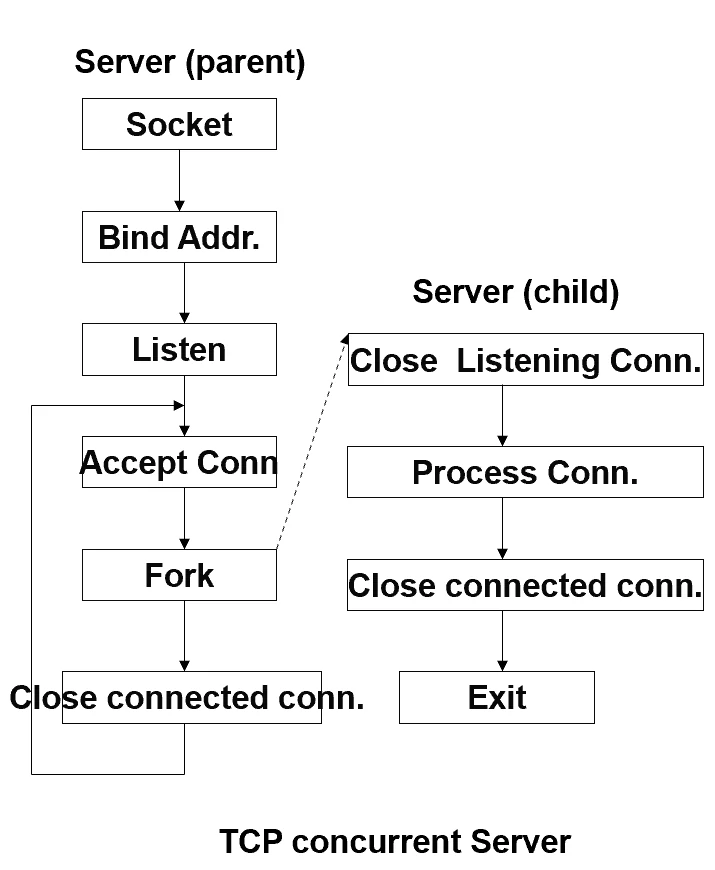 Server (parent)
Socket
Bind Addr.
Listen
Accept Conn
Fork
Close connected conn.
Server (child)
Close Listening Conn.
Process Conn.
Close connected conn.
Exit
TCP concurrent Server